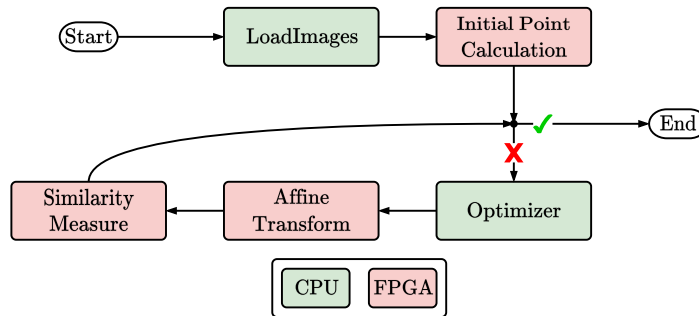 Start
LoadImages
Initial Point
Calculation
End
Similarity
Measure
Affine
Transform
Optimizer
CPU
FPGA